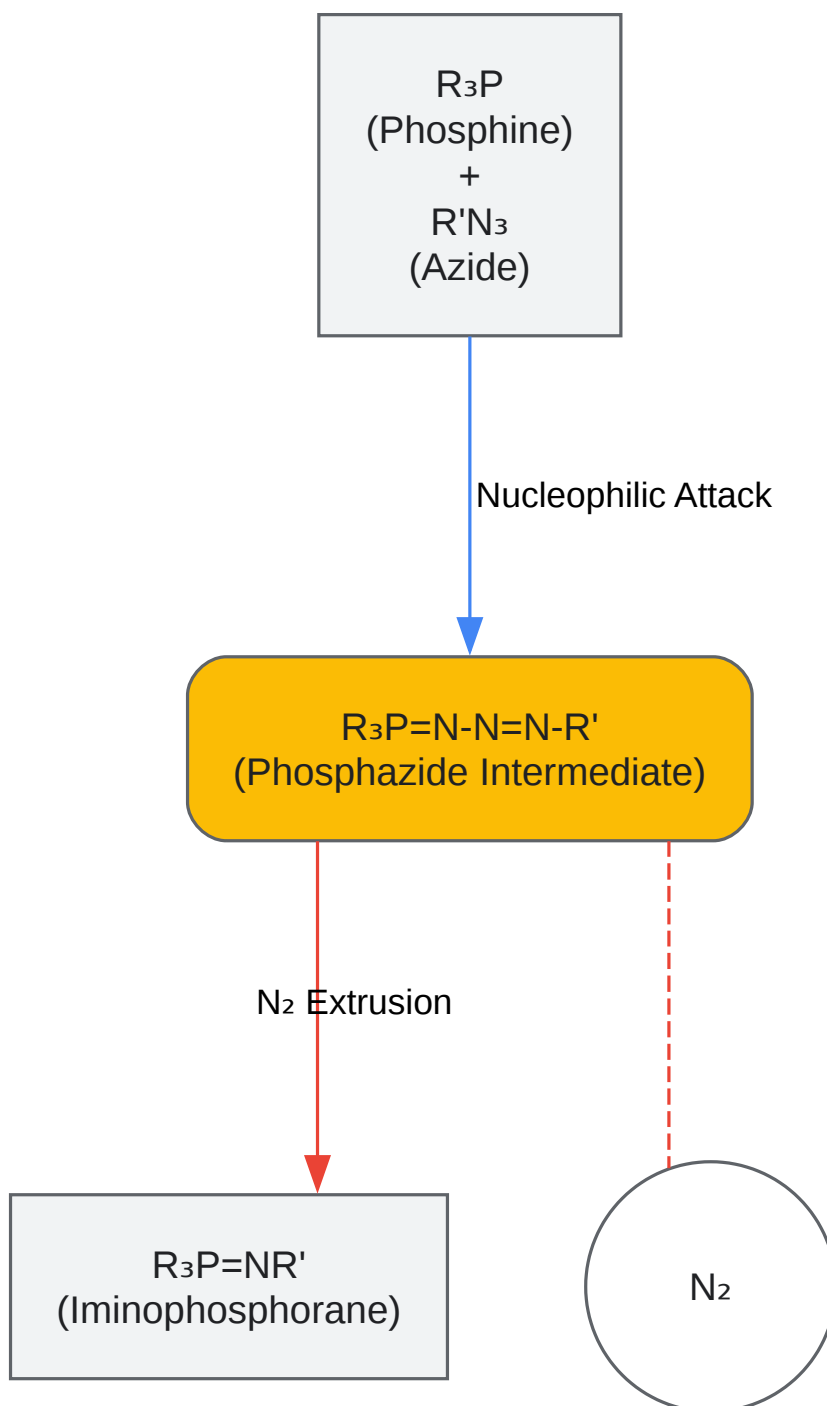 R₃P
(Phosphine)
+
R'N₃
(Azide)
Nucleophilic Attack
R₃P=N-N=N-R'
(Phosphazide Intermediate)
N₂ Extrusion
R₃P=NR'
(Iminophosphorane)
N₂